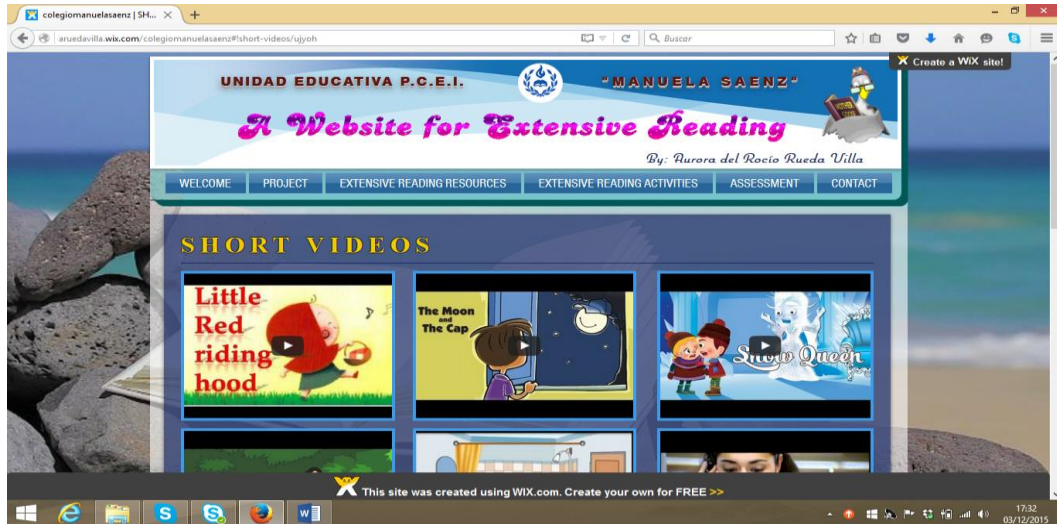 colegiomanuelasaenz | SH...
aruedavilla.wix.com/colegiomanuelasaenz#!short-videos/ujyoh
Buscar
Create a WiX site!
UNIDAD EDUCATIVA P.C.E.I. "MANUELA SAENZ"
A Website for Extensive Reading
By: Aurora del Rocío Rueda Villa
WELCOME PROJECT EXTENSIVE READING RESOURCES EXTENSIVE READING ACTIVITIES ASSESSMENT CONTACT
SHORT VIDEOS
Little
Red
riding
hood
The Moon
and
The Cap
Snow Queen
This site was created using WIX.com. Create your own for FREE >>
17:32
03/12/2015